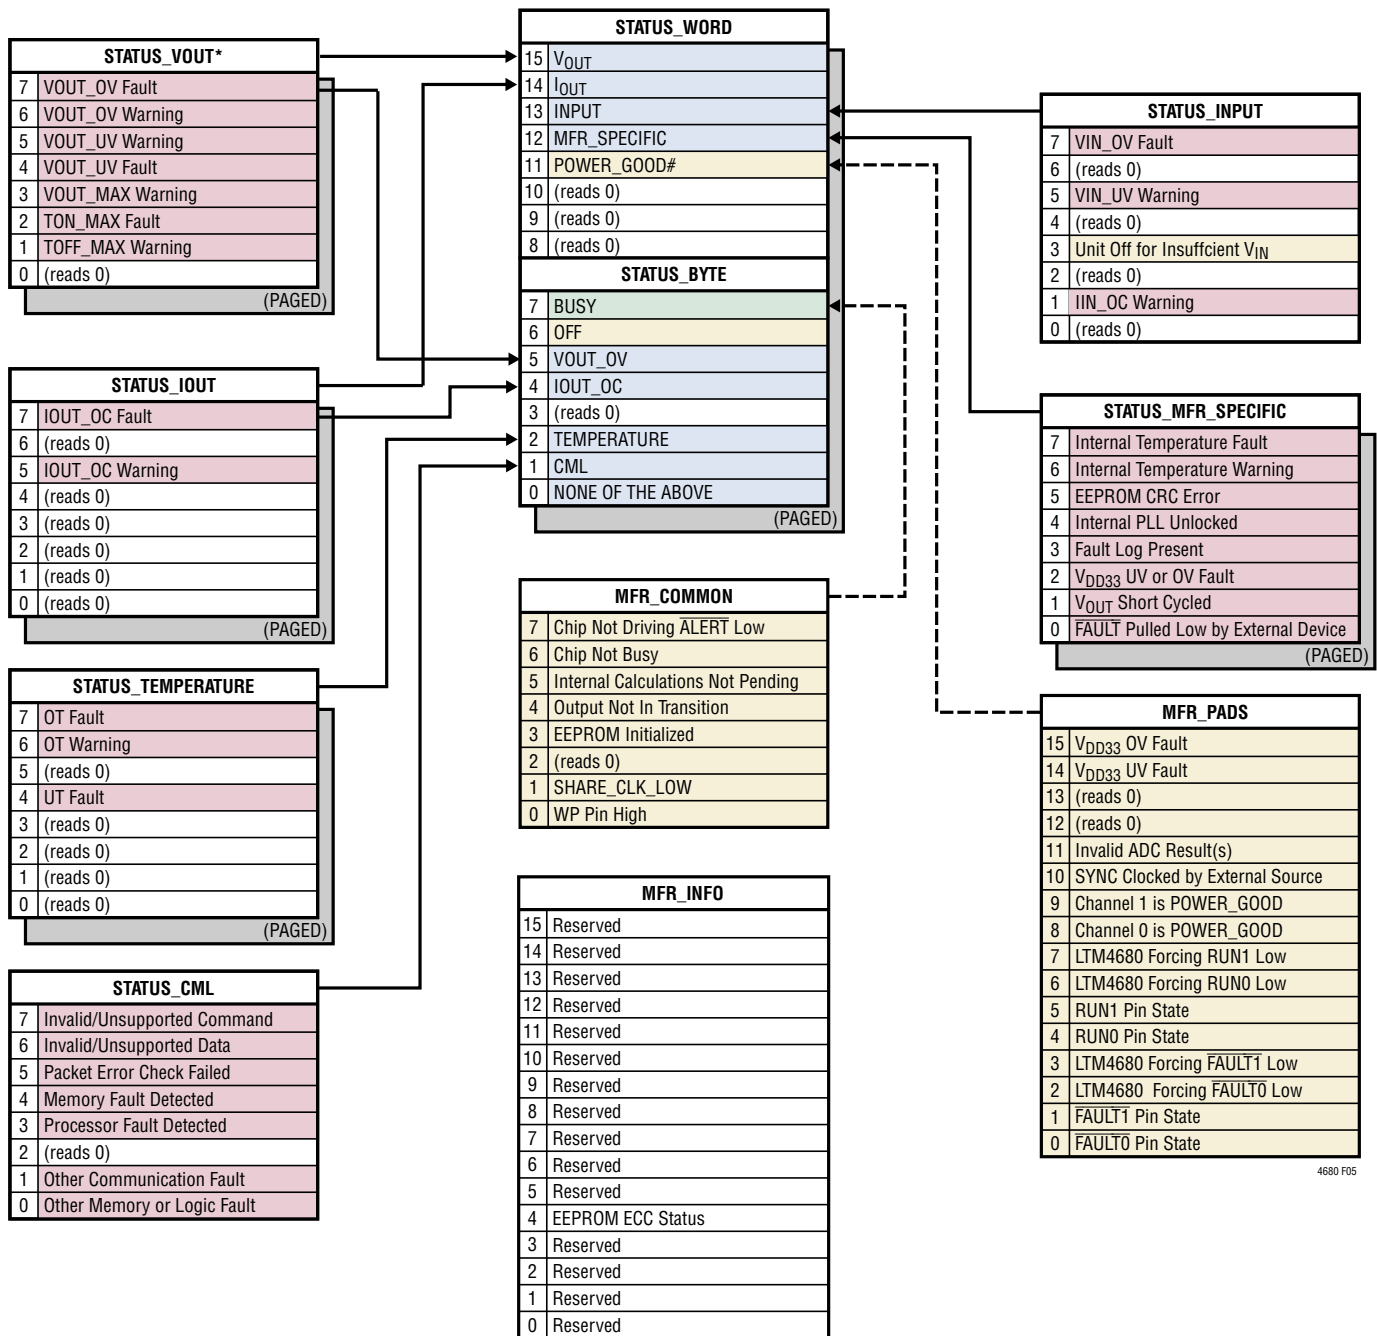 STATUS_VOUT*
7 VOUT_OV Fault
6 VOUT_OV Warning
5 VOUT_UV Warning
4 VOUT_UV Fault
3 VOUT_MAX Warning
2 TON_MAX Fault
1 TOFF_MAX Warning
0 (reads 0)
(PAGED)
STATUS_IOUT
7 IOUT_OC Fault
6 (reads 0)
5 IOUT_OC Warning
4 (reads 0)
3 (reads 0)
2 (reads 0)
1 (reads 0)
0 (reads 0)
(PAGED)
STATUS_TEMPERATURE
7 OT Fault
6 OT Warning
5 (reads 0)
4 UT Fault
3 (reads 0)
2 (reads 0)
1 (reads 0)
0 (reads 0)
(PAGED)
STATUS_CML
7 Invalid/Unsupported Command
6 Invalid/Unsupported Data
5 Packet Error Check Failed
4 Memory Fault Detected
3 Processor Fault Detected
2 (reads 0)
1 Other Communication Fault
0 Other Memory or Logic Fault
STATUS_WORD
15 VOUT
14 IOUT
13 INPUT
12 MFR_SPECIFIC
11 POWER_GOOD#
10 (reads 0)
9 (reads 0)
8 (reads 0)
STATUS_BYTE
7 BUSY
6 OFF
5 VOUT_OV
4 IOUT_OC
3 (reads 0)
2 TEMPERATURE
1 CML
0 NONE OF THE ABOVE
(PAGED)
MFR_COMMON
7 Chip Not Driving ALERT Low
6 Chip Not Busy
5 Internal Calculations Not Pending
4 Output Not In Transition
3 EEPROM Initialized
2 (reads 0)
1 SHARE_CLK_LOW
0 WP Pin High
MFR_INFO
15 Reserved
14 Reserved
13 Reserved
12 Reserved
11 Reserved
10 Reserved
9 Reserved
8 Reserved
7 Reserved
6 Reserved
5 Reserved
4 EEPROM ECC Status
3 Reserved
2 Reserved
1 Reserved
0 Reserved
STATUS_INPUT
7 VIN_OV Fault
6 (reads 0)
5 VIN_UV Warning
4 (reads 0)
3 Unit Off for Insuffcient VIN
2 (reads 0)
1 IIN_OC Warning
0 (reads 0)
STATUS_MFR_SPECIFIC
7 Internal Temperature Fault
6 Internal Temperature Warning
5 EEPROM CRC Error
4 Internal PLL Unlocked
3 Fault Log Present
2 VDD33 UV or OV Fault
1 VOUT Short Cycled
0 FAULT Pulled Low by External Device
(PAGED)
MFR_PADS
15 VDD33 OV Fault
14 VDD33 UV Fault
13 (reads 0)
12 (reads 0)
11 Invalid ADC Result(s)
10 SYNC Clocked by External Source
9 Channel 1 is POWER_GOOD
8 Channel 0 is POWER_GOOD
7 LTM4680 Forcing RUN1 Low
6 LTM4680 Forcing RUN0 Low
5 RUN1 Pin State
4 RUN0 Pin State
3 LTM4680 Forcing FAULT1 Low
2 LTM4680 Forcing FAULT0 Low
1 FAULT1 Pin State
0 FAULT0 Pin State
4680 F05